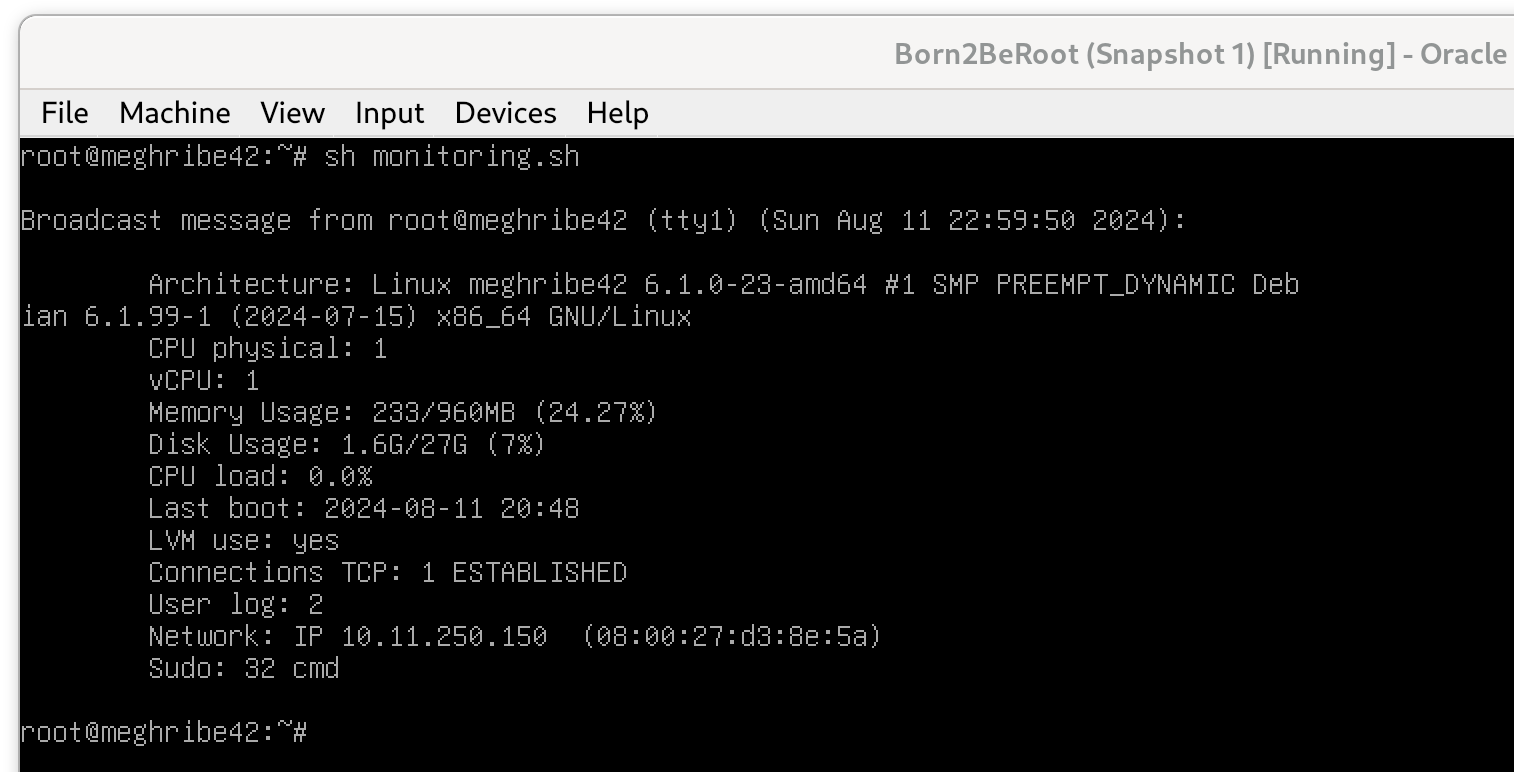 Born2BeRoot (Snapshot 1) [Running] - Oracle
File Machine View Input Devices Help
root@meghribe42:~# sh monitoring.sh
Broadcast message from root@meghribe42 (tty1) (Sun Aug 11 22:59:50 2024):
Architecture: Linux meghribe42 6.1.0-23-amd64 #1 SMP PREEMPT_DYNAMIC Deb
ian 6.1.99-1 (2024-07-15) x86_64 GNU/Linux
CPU physical: 1
vCPU: 1
Memory Usage: 233/960MB (24.27%)
Disk Usage: 1.6G/27G (7%)
CPU load: 0.0%
Last boot: 2024-08-11 20:48
LVM use: yes
Connections TCP: 1 ESTABLISHED
User log: 2
Network: IP 10.11.250.150  (08:00:27:d3:8e:5a)
Sudo: 32 cmd
root@meghribe42:~#